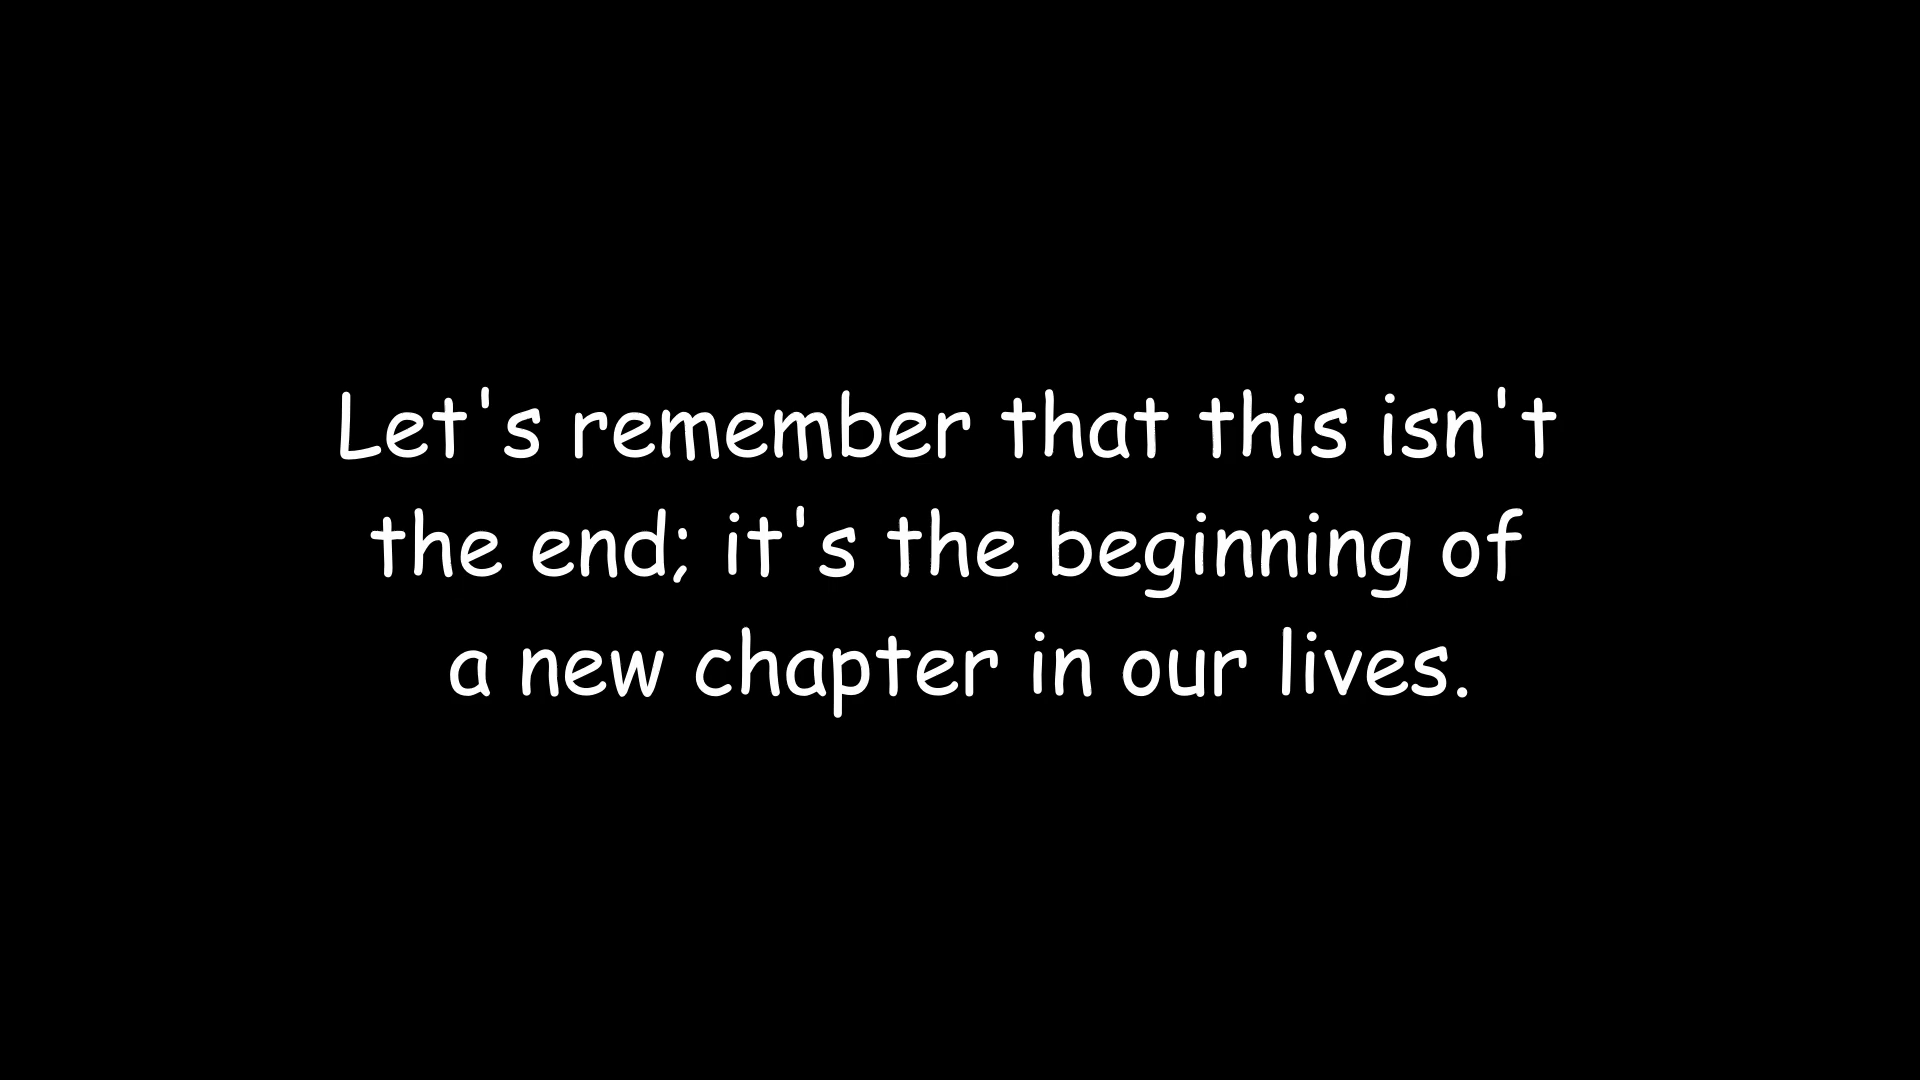 Let's remember that this isn't
the end; it's the beginning of
a new chapter in our lives.